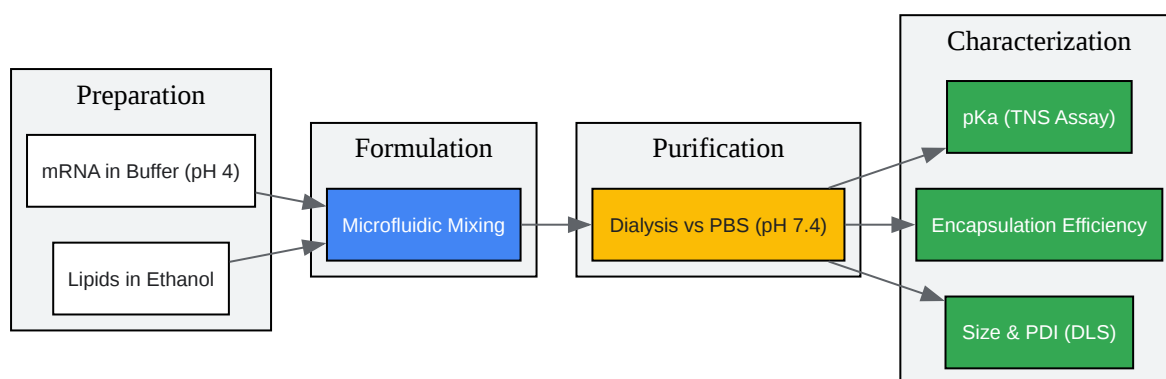 Preparation
mRNA in Buffer (pH 4)
Lipids in Ethanol
Formulation
Microfluidic Mixing
Purification
Dialysis vs PBS (pH 7.4)
Characterization
pKa (TNS Assay)
Encapsulation Efficiency
Size & PDI (DLS)